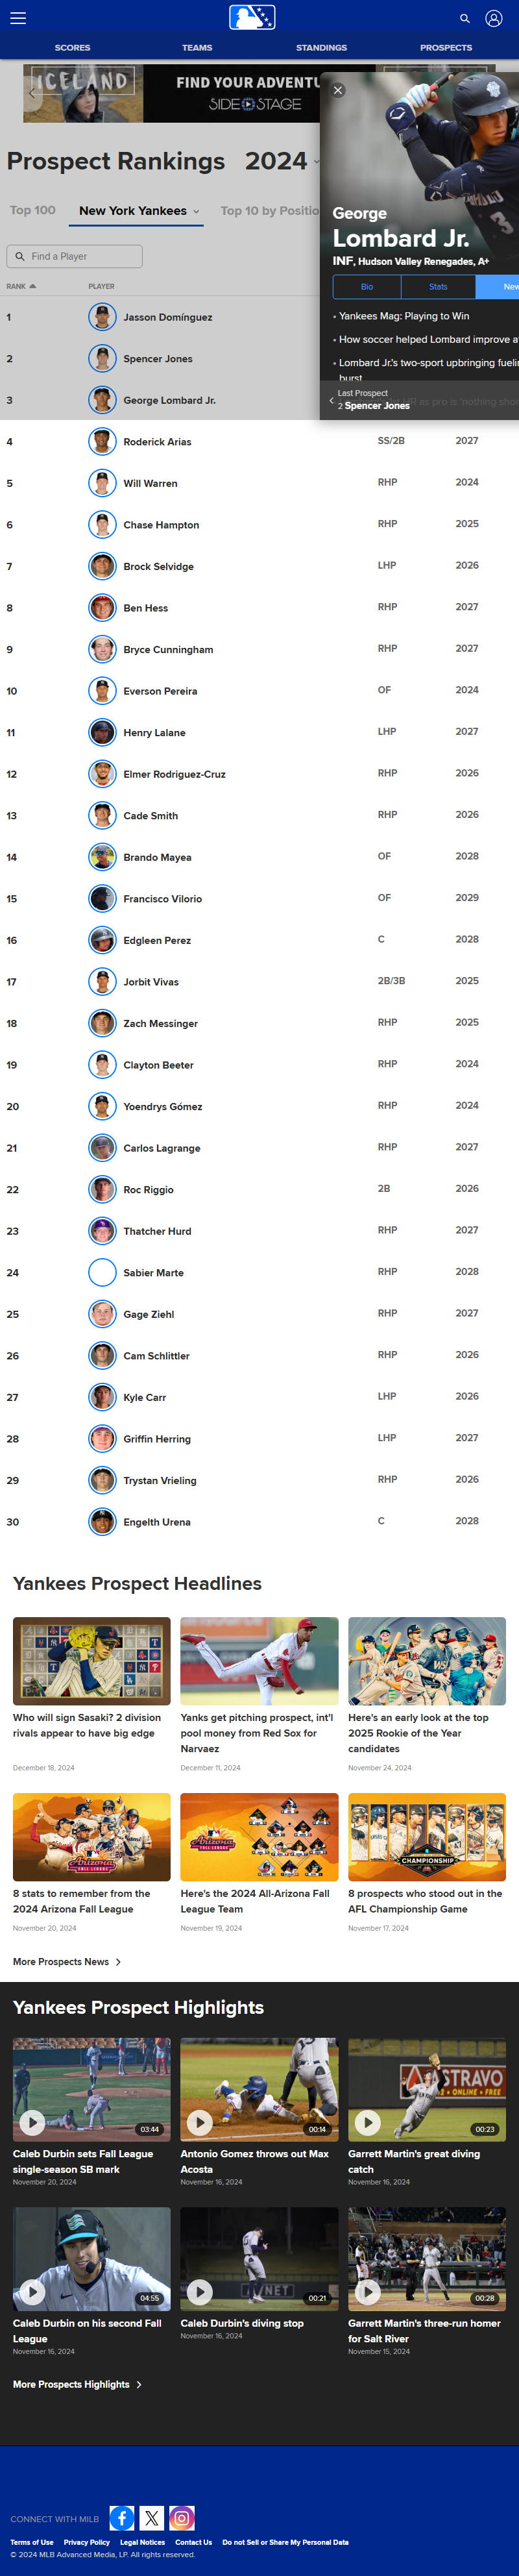 SCORES
TEAMS
STANDINGS
PROSPECTS
ICELAND
FIND YOUR ADVENTU
SIDE STAGE
Prospect Rankings 2024
Top 100
New York Yankees
Top 10 by Positio
Find a Player
RANK
PLAYER
1 Jasson Domínguez
2 Spencer Jones
3 George Lombard Jr.
George
Lombard Jr.
INF, Hudson Valley Renegades, A+
Bio
Stats
New
• Yankees Mag: Playing to Win
• How soccer helped Lombard improve a
• Lombard Jr.'s two-sport upbringing fueli
burst
Last Prospect
2 Spencer Jones
4 Roderick Arias SS/2B 2027
5 Will Warren RHP 2024
6 Chase Hampton RHP 2025
7 Brock Selvidge LHP 2026
8 Ben Hess RHP 2027
9 Bryce Cunningham RHP 2027
10 Everson Pereira OF 2024
11 Henry Lalane LHP 2027
12 Elmer Rodriguez-Cruz RHP 2026
13 Cade Smith RHP 2026
14 Brando Mayea OF 2028
15 Francisco Vilorio OF 2029
16 Edgleen Perez C 2028
17 Jorbit Vivas 2B/3B 2025
18 Zach Messinger RHP 2025
19 Clayton Beeter RHP 2024
20 Yoendrys Gómez RHP 2024
21 Carlos Lagrange RHP 2027
22 Roc Riggio 2B 2026
23 Thatcher Hurd RHP 2027
24 Sabier Marte RHP 2028
25 Gage Ziehl RHP 2027
26 Cam Schlittler RHP 2026
27 Kyle Carr LHP 2026
28 Griffin Herring LHP 2027
29 Trystan Vrieling RHP 2026
30 Engelth Urena C 2028
Yankees Prospect Headlines
Who will sign Sasaki? 2 division
rivals appear to have big edge
December 18, 2024
Yanks get pitching prospect, int'l
pool money from Red Sox for
Narvaez
December 11, 2024
Here's an early look at the top
2025 Rookie of the Year
candidates
November 24, 2024
8 stats to remember from the
2024 Arizona Fall League
November 20, 2024
Here's the 2024 All-Arizona Fall
League Team
November 19, 2024
CHAMPIONSHIP
8 prospects who stood out in the
AFL Championship Game
November 17, 2024
More Prospects News
Yankees Prospect Highlights
03:44
Caleb Durbin sets Fall League
single-season SB mark
November 20, 2024
00:14
Antonio Gomez throws out Max
Acosta
November 16, 2024
ASTRAVO
ONLINE • FREE
00:23
Garrett Martin's great diving
catch
November 16, 2024
04:55
Caleb Durbin on his second Fall
League
November 16, 2024
00:21
Caleb Durbin's diving stop
November 16, 2024
00:28
Garrett Martin's three-run homer
for Salt River
November 15, 2024
More Prospects Highlights
CONNECT WITH MILB
Terms of Use
Privacy Policy
Legal Notices
Contact Us
Do not Sell or Share My Personal Data
© 2024 MLB Advanced Media, LP. All rights reserved.